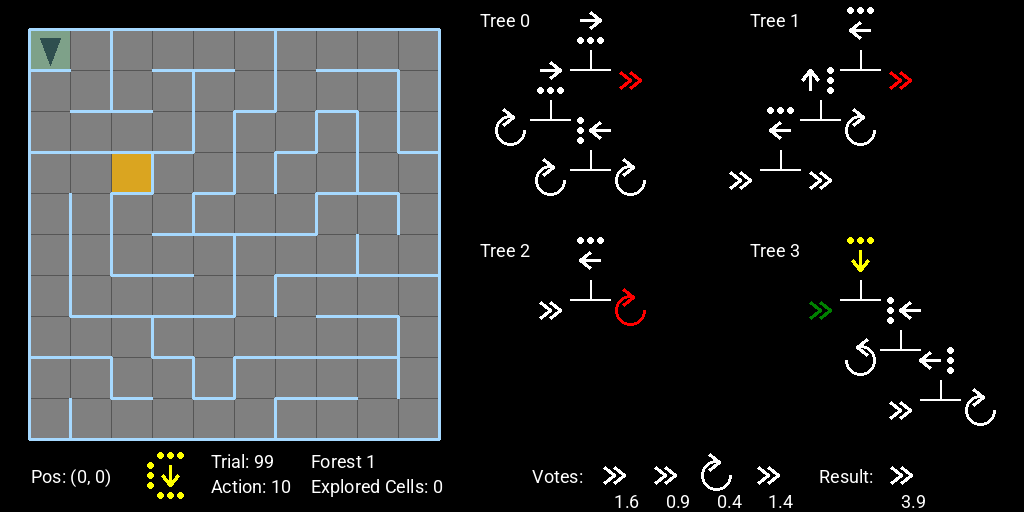 Tree 0
Tree 1
Tree 2
Tree 3
Pos: (0, 0)
Trial: 99
Forest 1
Action: 10
Explored Cells: 0
Votes:
Result:
1.6
0.9
0.4
1.4
3.9